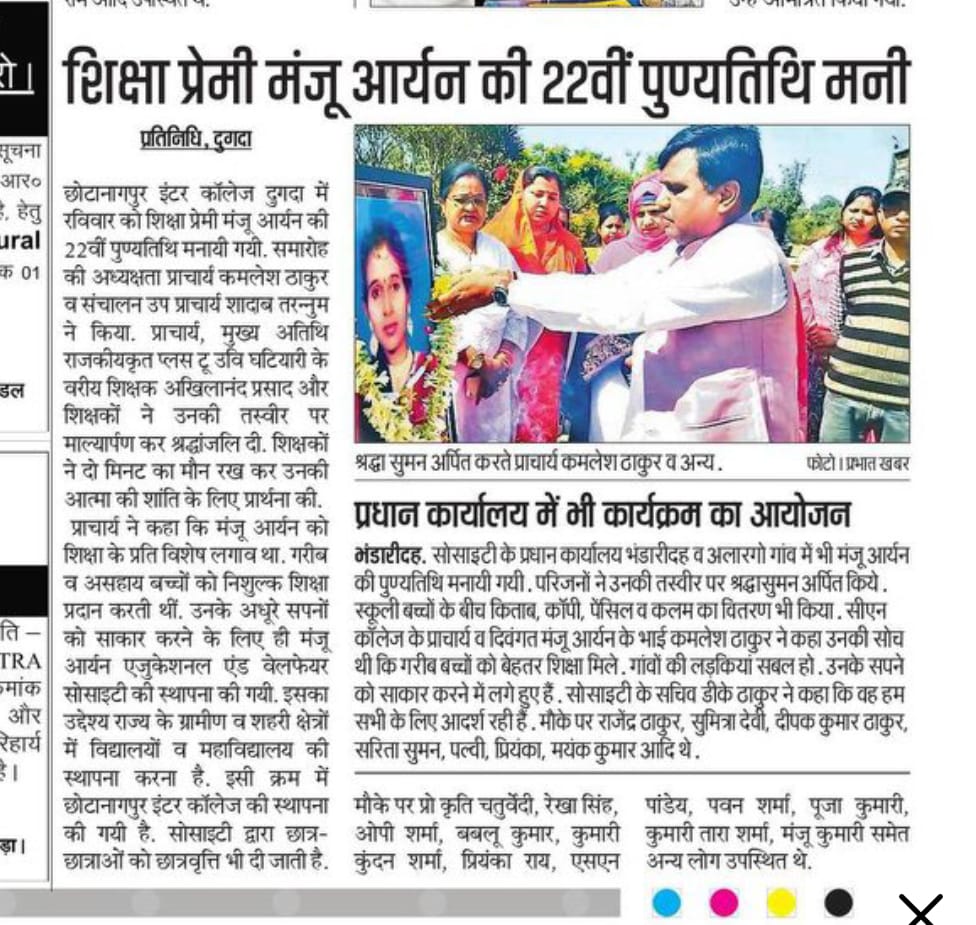 शिक्षा प्रेमी मंजू आर्यन की 22वीं पुण्यतिथि मनी
प्रतिनिधि, दुगदा
छोटानागपुर इंटर कॉलेज दुगदा में
रविवार को शिक्षा प्रेमी मंजू आर्यन की
22वीं पुण्यतिथि मनायी गयी. समारोह
की अध्यक्षता प्राचार्य कमलेश ठाकुर
व संचालन उप प्राचार्य शादाब तरन्नुम
ने किया. प्राचार्य, मुख्य अतिथि
राजकीयकृत प्लस टू उवि घटियारी के
वरीय शिक्षक अखिलानंद प्रसाद और
शिक्षकों ने उनकी तस्वीर पर
माल्यार्पण कर श्रद्धांजलि दी. शिक्षकों
ने दो मिनट का मौन रख कर उनकी
आत्मा की शांति के लिए प्रार्थना की.
प्राचार्य ने कहा कि मंजू आर्यन को
शिक्षा के प्रति विशेष लगाव था. गरीब
व असहाय बच्चों को निशुल्क शिक्षा
प्रदान करती थीं. उनके अधूरे सपनों
को साकार करने के लिए ही मंजू
आर्यन एजुकेशनल एंड वेलफेयर
सोसाइटी की स्थापना की गयी. इसका
उद्देश्य राज्य के ग्रामीण व शहरी क्षेत्रों
में विद्यालयों व महाविद्यालय की
स्थापना करना है. इसी क्रम में
छोटानागपुर इंटर कॉलेज की स्थापना
की गयी है. सोसाइटी द्वारा छात्र-
छात्राओं को छात्रवृत्ति भी दी जाती है.
श्रद्धा सुमन अर्पित करते प्राचार्य कमलेश ठाकुर व अन्य. फोटो। प्रभात खबर
प्रधान कार्यालय में भी कार्यक्रम का आयोजन
भंडारीदह. सोसाइटी के प्रधान कार्यालय भंडारीदह व अलारगो गांव में भी मंजू आर्यन
की पुण्यतिथि मनायी गयी. परिजनों ने उनकी तस्वीर पर श्रद्धासुमन अर्पित किये.
स्कूली बच्चों के बीच किताब, कॉपी, पेंसिल व कलम का वितरण भी किया. सीएन
कॉलेज के प्राचार्य व दिवंगत मंजू आर्यन के भाई कमलेश ठाकुर ने कहा उनकी सोच
थी कि गरीब बच्चों को बेहतर शिक्षा मिले. गांवों की लड़कियां सबल हो. उनके सपने
को साकार करने में लगे हुए हैं. सोसाइटी के सचिव डीके ठाकुर ने कहा कि वह हम
सभी के लिए आदर्श रही हैं. मौके पर राजेंद्र ठाकुर, सुमित्रा देवी, दीपक कुमार ठाकुर,
सरिता सुमन, पल्वी, प्रियंका, मयंक कुमार आदि थे.
मौके पर प्रो कृति चतुर्वेदी, रेखा सिंह,
ओपी शर्मा, बबलू कुमार, कुमारी
कुंदन शर्मा, प्रियंका राय, एसएन
पांडेय, पवन शर्मा, पूजा कुमारी,
कुमारी तारा शर्मा, मंजू कुमारी समेत
अन्य लोग उपस्थित थे.
रो।
सूचना
आर०
है, हेतु
ural
क 01
डल
ति –
TRA
और
है।
ड़ा।